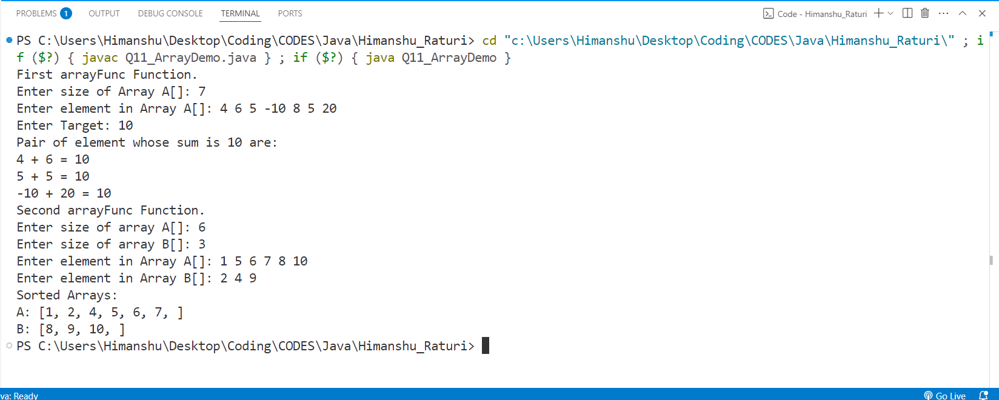 PROBLEMS 1 OUTPUT DEBUG CONSOLE TERMINAL PORTS Code - Himanshu_Raturi
PS C:\Users\Himanshu\Desktop\Coding\CODES\Java\Himanshu_Raturi> cd "c:\Users\Himanshu\Desktop\Coding\CODES\Java\Himanshu_Raturi\" ; i
f ($?) { javac Q11_ArrayDemo.java } ; if ($?) { java Q11_ArrayDemo }
First arrayFunc Function.
Enter size of Array A[]: 7
Enter element in Array A[]: 4 6 5 -10 8 5 20
Enter Target: 10
Pair of element whose sum is 10 are:
4 + 6 = 10
5 + 5 = 10
-10 + 20 = 10
Second arrayFunc Function.
Enter size of array A[]: 6
Enter size of array B[]: 3
Enter element in Array A[]: 1 5 6 7 8 10
Enter element in Array B[]: 2 4 9
Sorted Arrays:
A: [1, 2, 4, 5, 6, 7, ]
B: [8, 9, 10, ]
PS C:\Users\Himanshu\Desktop\Coding\CODES\Java\Himanshu_Raturi>
va: Ready Go Live